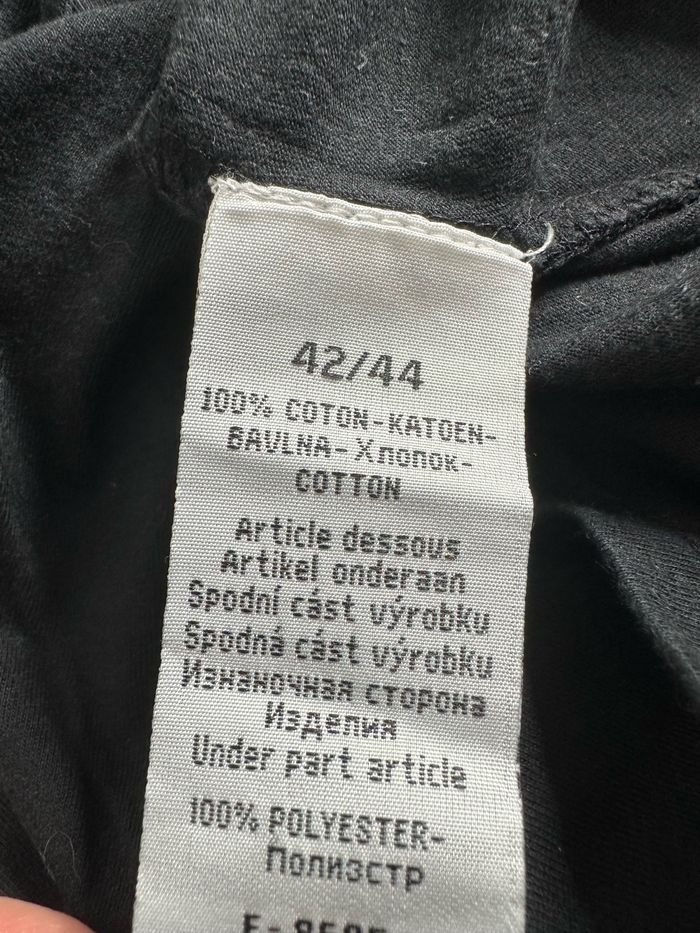 42/44
100% COTON-KATOEN-
BAVLNA-Хлопок-
COTTON
Article dessous
Artikel onderaan
Spodní cást výrobku
Spodná cást výrobku
Изнаночная сторона
Изделия
Under part article
100% POLYESTER-
Полиэстр